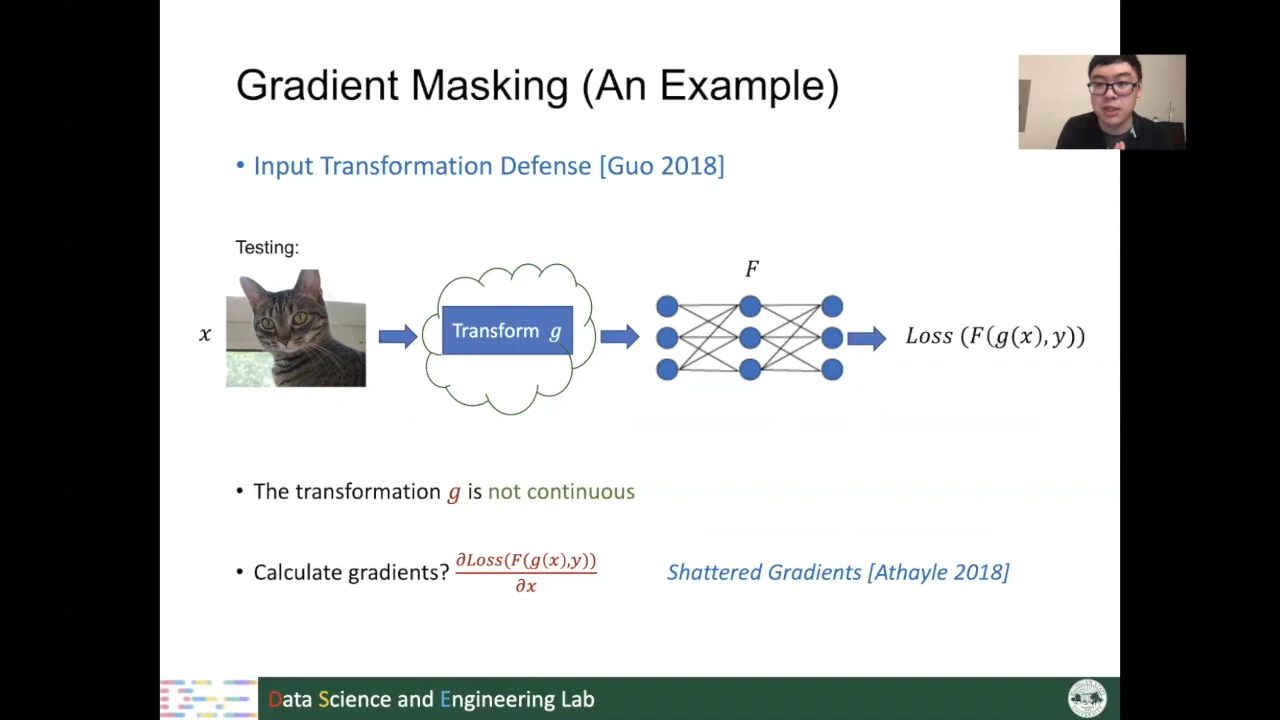 Gradient Masking (An Example)
• Input Transformation Defense [Guo 2018]
Testing:
x
Transform g
F
Loss (F(g(x), y))
• The transformation g is not continuous
• Calculate gradients? ∂Loss(F(g(x),y))/∂x
Shattered Gradients [Athayle 2018]
Data Science and Engineering Lab